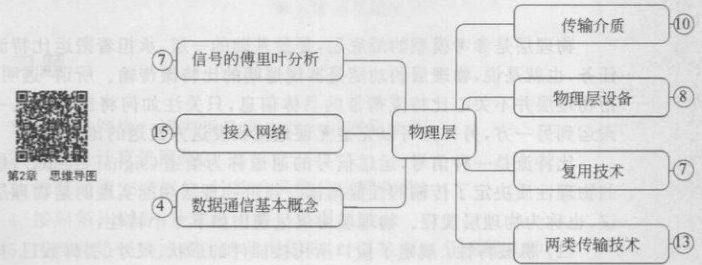 传输介质
⑩
⑦
信号的傅里叶分析
物理层设备
⑧
⑮
接入网络
物理层
复用技术
⑦
④
数据通信基本概念
两类传输技术
⑬
第2章 思维导图